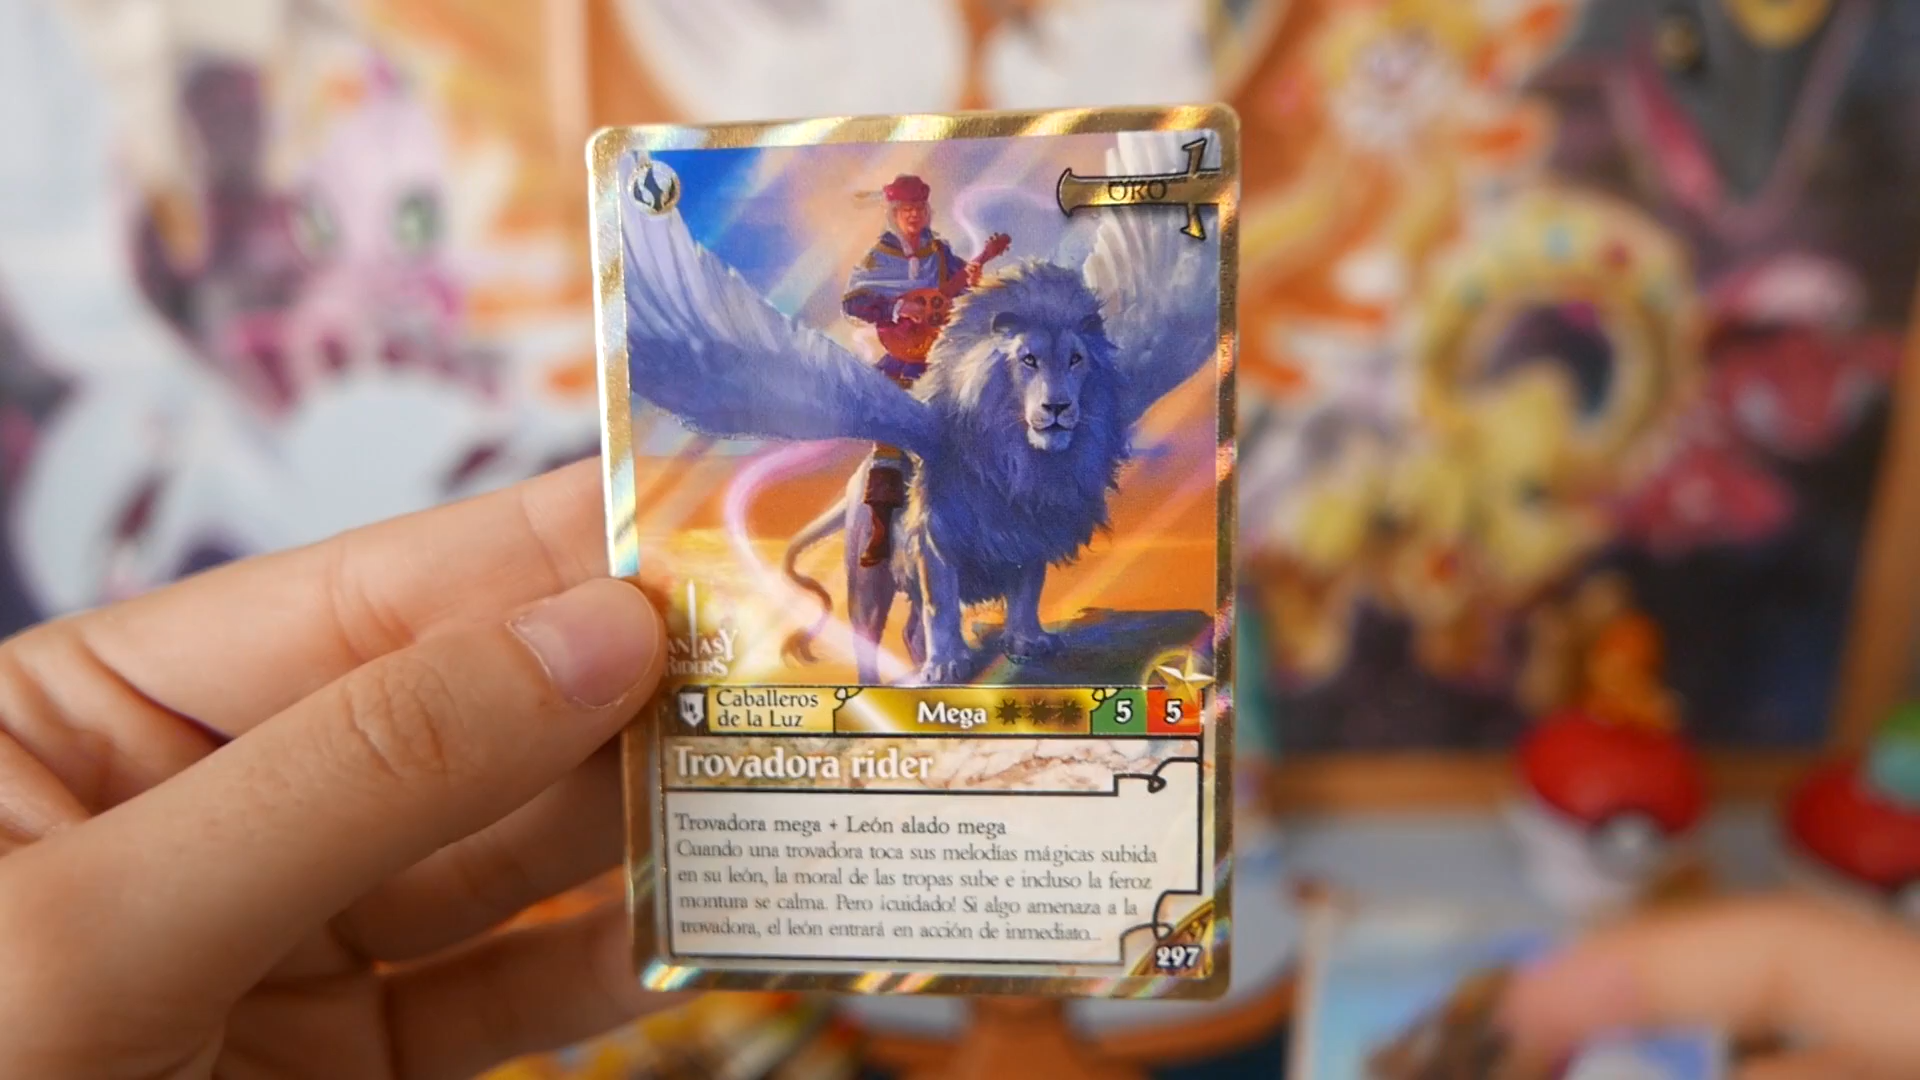 ORO
FANTASY
RIDERS
Caballeros
de la Luz
Mega
5
5
Trovadora rider
Trovadora mega + León alado mega
Cuando una trovadora toca sus melodías mágicas subida
en su león, la moral de las tropas sube e incluso la feroz
montura se calma. Pero ¡cuidado! Si algo amenaza a la
trovadora, el león entrará en acción de inmediato...
297